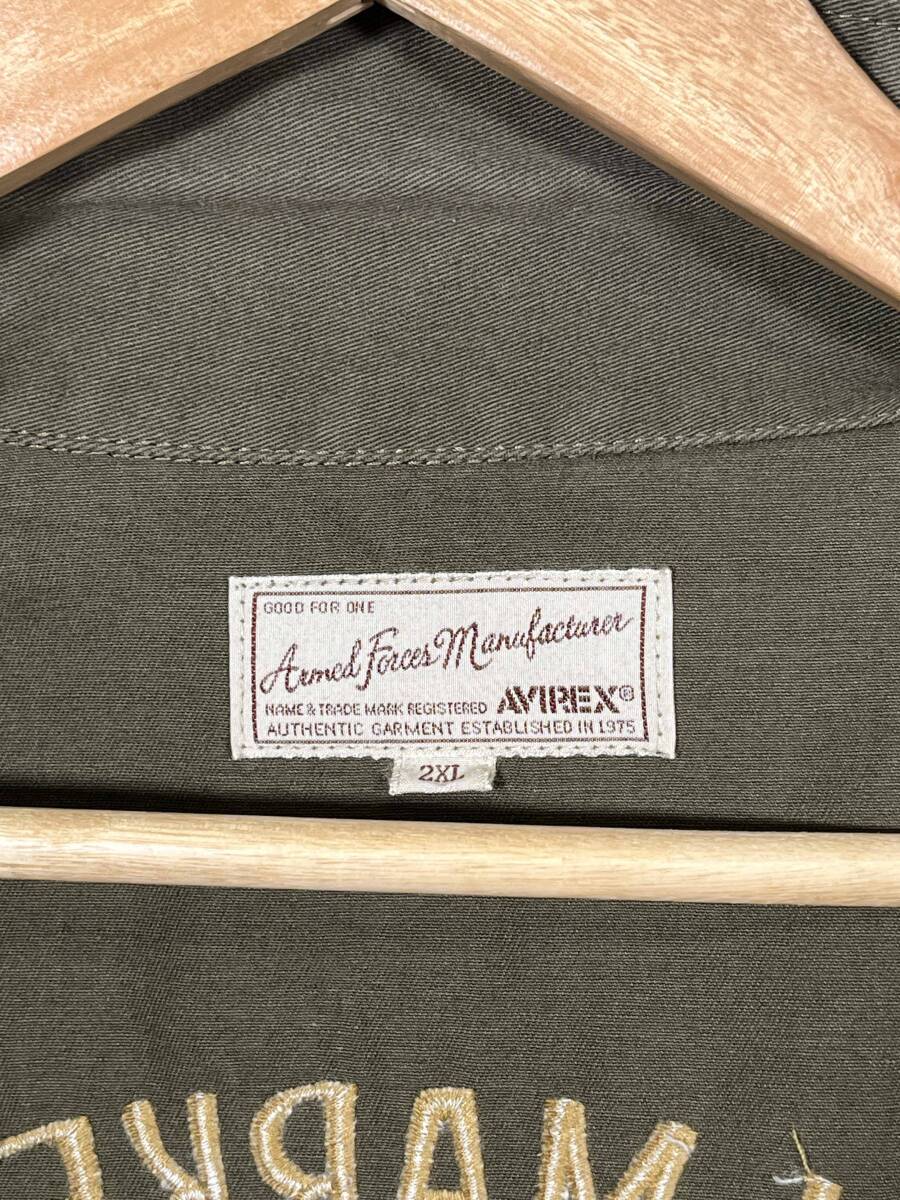 GOOD FOR ONE
Armed Forces Manufacturer
NAME & TRADE MARK REGISTERED AVIREX®
AUTHENTIC GARMENT ESTABLISHED IN 1975
2XL